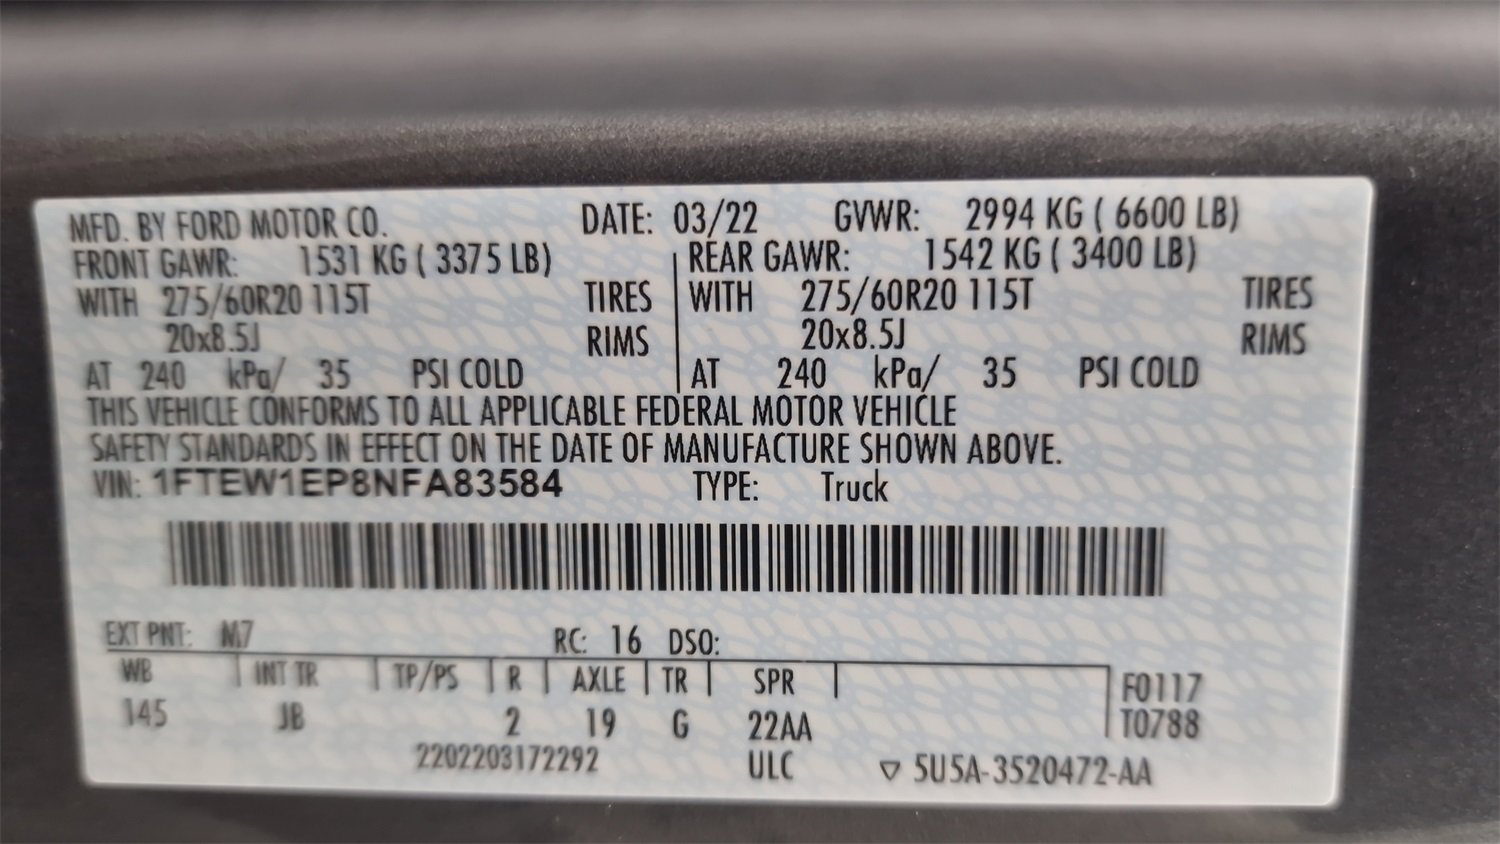 MFD. BY FORD MOTOR CO. DATE: 03/22 GVWR: 2994 KG ( 6600 LB)
FRONT GAWR: 1531 KG ( 3375 LB) REAR GAWR: 1542 KG ( 3400 LB)
WITH 275/60R20 115T TIRES WITH 275/60R20 115T TIRES
20x8.5J RIMS 20x8.5J RIMS
AT 240 kPa/ 35 PSI COLD AT 240 kPa/ 35 PSI COLD
THIS VEHICLE CONFORMS TO ALL APPLICABLE FEDERAL MOTOR VEHICLE
SAFETY STANDARDS IN EFFECT ON THE DATE OF MANUFACTURE SHOWN ABOVE.
VIN: 1FTEW1EP8NFA83584 TYPE: Truck
EXT PNT: M7 RC: 16 DSO:
WB INT TR TP/PS R AXLE TR SPR F0117
145 JB 2 19 G 22AA T0788
2202203172292 ULC ▽ 5U5A-3520472-AA